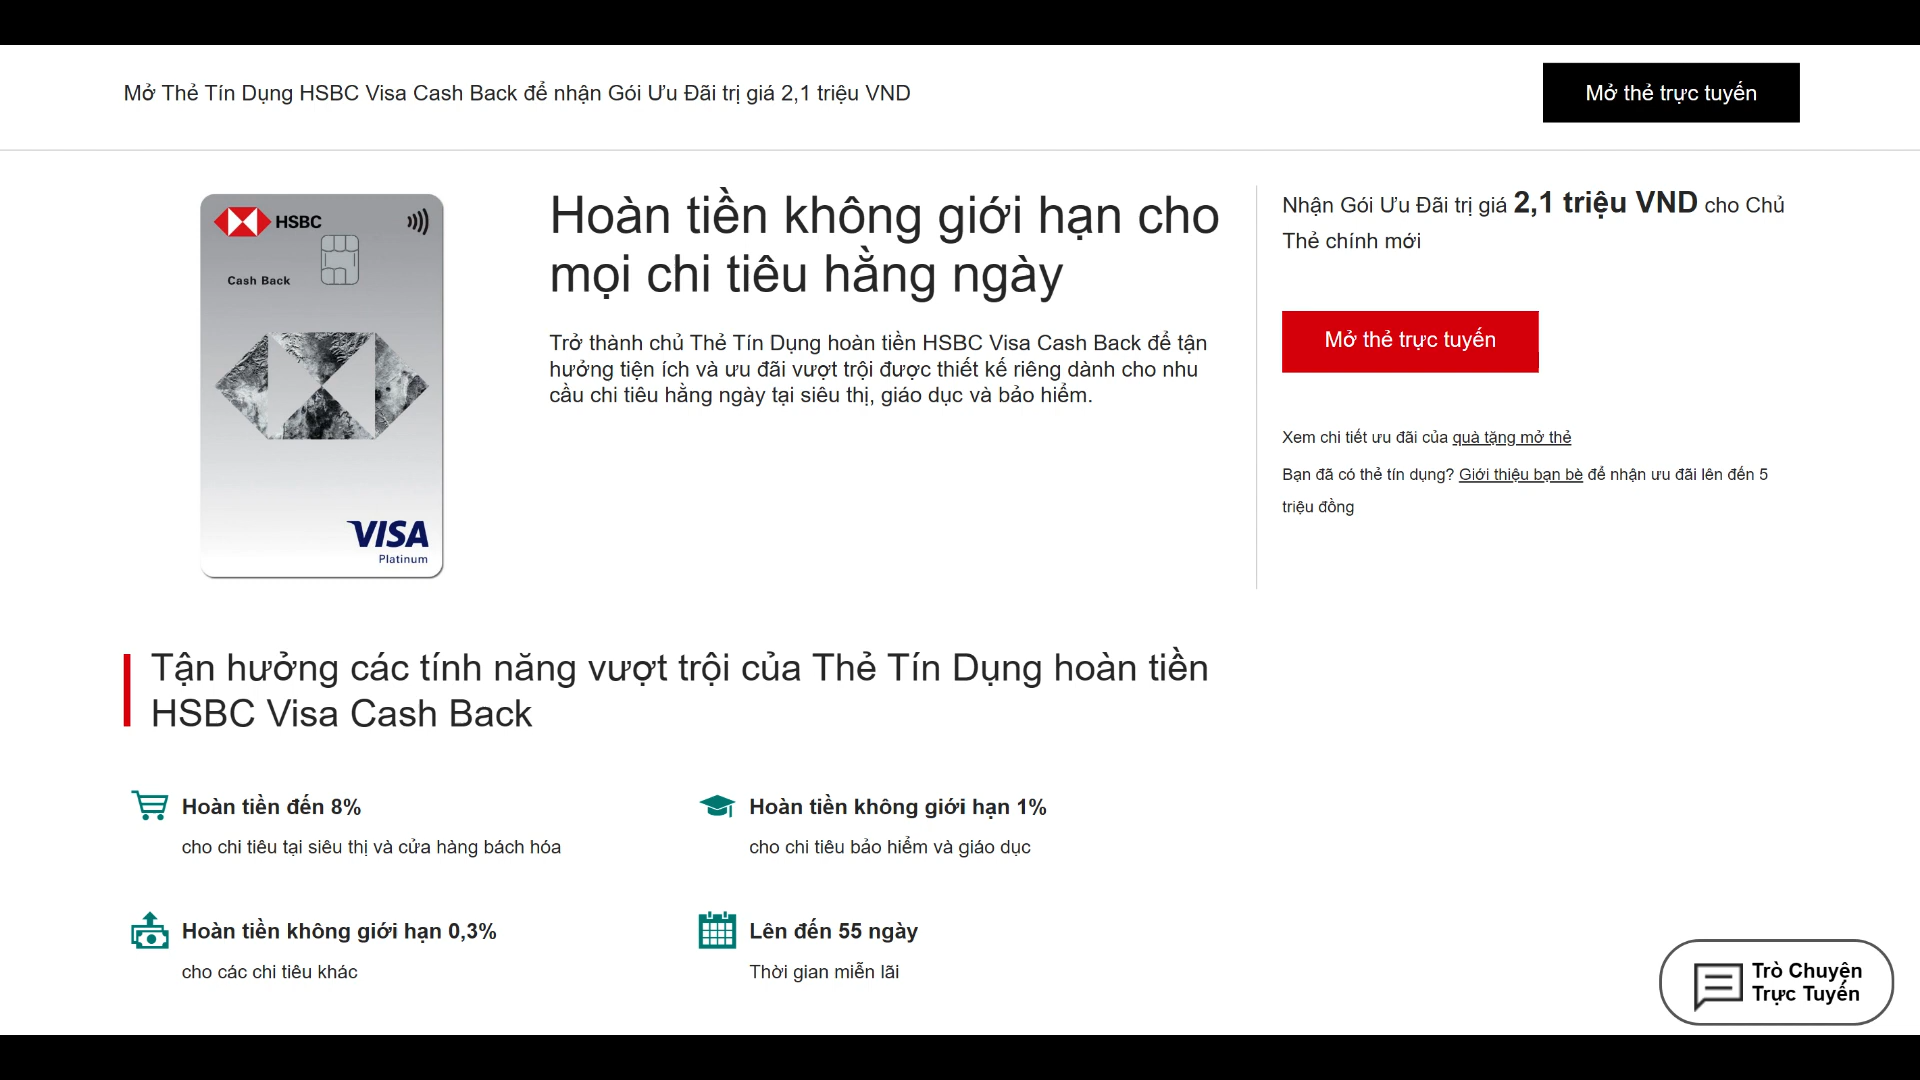 Mở Thẻ Tín Dụng HSBC Visa Cash Back để nhận Gói Ưu Đãi trị giá 2,1 triệu VND
Mở thẻ trực tuyến
HSBC
Cash Back
VISA
Platinum
Hoàn tiền không giới hạn cho
mọi chi tiêu hằng ngày
Trở thành chủ Thẻ Tín Dụng hoàn tiền HSBC Visa Cash Back để tận
hưởng tiện ích và ưu đãi vượt trội được thiết kế riêng dành cho nhu
cầu chi tiêu hằng ngày tại siêu thị, giáo dục và bảo hiểm.
Nhận Gói Ưu Đãi trị giá 2,1 triệu VND cho Chủ
Thẻ chính mới
Mở thẻ trực tuyến
Xem chi tiết ưu đãi của quà tặng mở thẻ
Bạn đã có thẻ tín dụng? Giới thiệu bạn bè để nhận ưu đãi lên đến 5
triệu đồng
Tận hưởng các tính năng vượt trội của Thẻ Tín Dụng hoàn tiền
HSBC Visa Cash Back
Hoàn tiền đến 8%
cho chi tiêu tại siêu thị và cửa hàng bách hóa
Hoàn tiền không giới hạn 1%
cho chi tiêu bảo hiểm và giáo dục
Hoàn tiền không giới hạn 0,3%
cho các chi tiêu khác
Lên đến 55 ngày
Thời gian miễn lãi
Trò Chuyện
Trực Tuyến